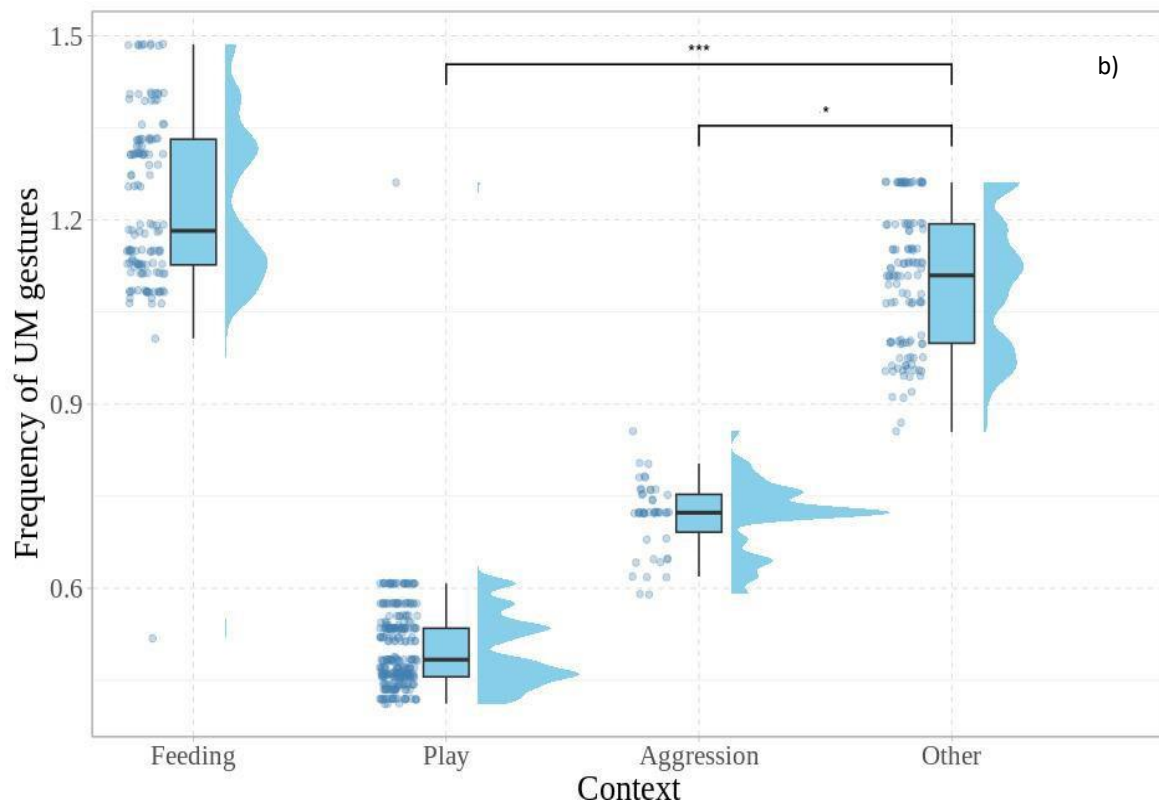 1.5
***
b)
*
1.2
0.9
0.6
Frequency of UM gestures
Feeding Play Aggression Other
Context